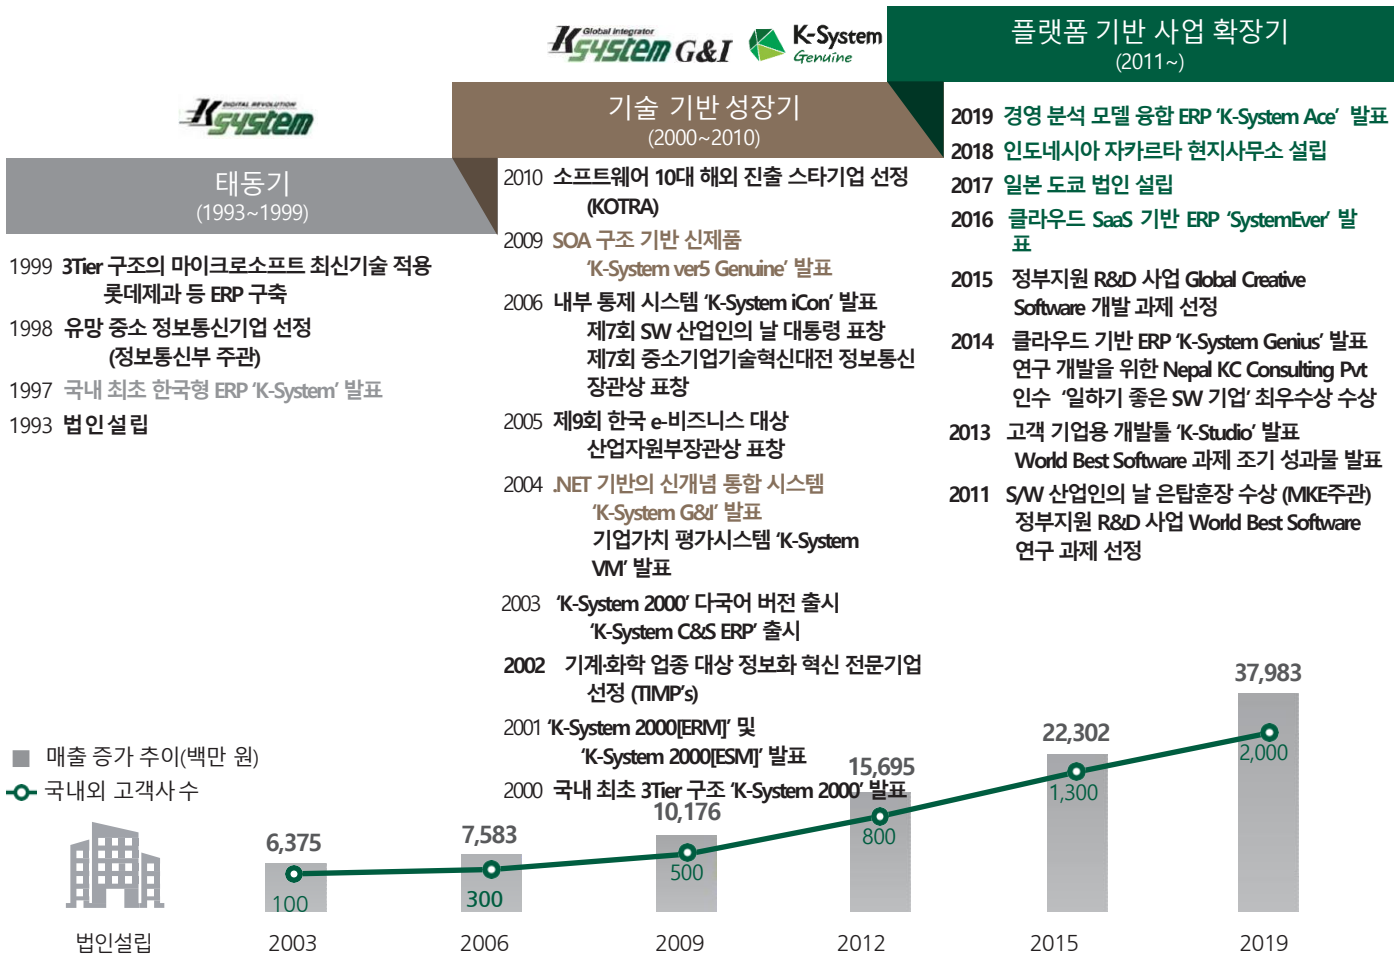 DIGITAL REVOLUTION
Ksystem
태동기
(1993~1999)
1999 3Tier 구조의 마이크로소프트 최신기술 적용
롯데제과 등 ERP 구축
1998 유망 중소 정보통신기업 선정
(정보통신부 주관)
1997 국내 최초 한국형 ERP ‘K-System’ 발표
1993 법인설립
Global Integrator
Ksystem G&I
K-System
Genuine
기술 기반 성장기
(2000~2010)
2010 소프트웨어 10대 해외 진출 스타기업 선정
(KOTRA)
2009 SOA 구조 기반 신제품
‘K-System ver5 Genuine’ 발표
2006 내부 통제 시스템 ‘K-System iCon’ 발표
제7회 SW 산업인의 날 대통령 표창
제7회 중소기업기술혁신대전 정보통신
장관상 표창
2005 제9회 한국 e-비즈니스 대상
산업자원부장관상 표창
2004 .NET 기반의 신개념 통합 시스템
‘K-System G&I’ 발표
기업가치 평가시스템 ‘K-System
VM’ 발표
2003 ‘K-System 2000’ 다국어 버전 출시
‘K-System C&S ERP’ 출시
2002 기계·화학 업종 대상 정보화 혁신 전문기업
선정 (TIMP’s)
2001 ‘K-System 2000[ERM]’ 및
‘K-System 2000[ESM]’ 발표
2000 국내 최초 3Tier 구조 ‘K-System 2000’ 발표
플랫폼 기반 사업 확장기
(2011~)
2019 경영 분석 모델 융합 ERP ‘K-System Ace’ 발표
2018 인도네시아 자카르타 현지사무소 설립
2017 일본 도쿄 법인 설립
2016 클라우드 SaaS 기반 ERP ‘SystemEver’ 발
표
2015 정부지원 R&D 사업 Global Creative
Software 개발 과제 선정
2014 클라우드 기반 ERP ‘K-System Genius’ 발표
연구 개발을 위한 Nepal KC Consulting Pvt
인수 ‘일하기 좋은 SW 기업’ 최우수상 수상
2013 고객 기업용 개발툴 ‘K-Studio’ 발표
World Best Software 과제 조기 성과물 발표
2011 S/W 산업인의 날 은탑훈장 수상 (MKE주관)
정부지원 R&D 사업 World Best Software
연구 과제 선정
매출 증가 추이(백만 원)
국내외 고객사 수
6,375
7,583
10,176
15,695
22,302
37,983
100
300
500
800
1,300
2,000
법인설립
2003
2006
2009
2012
2015
2019